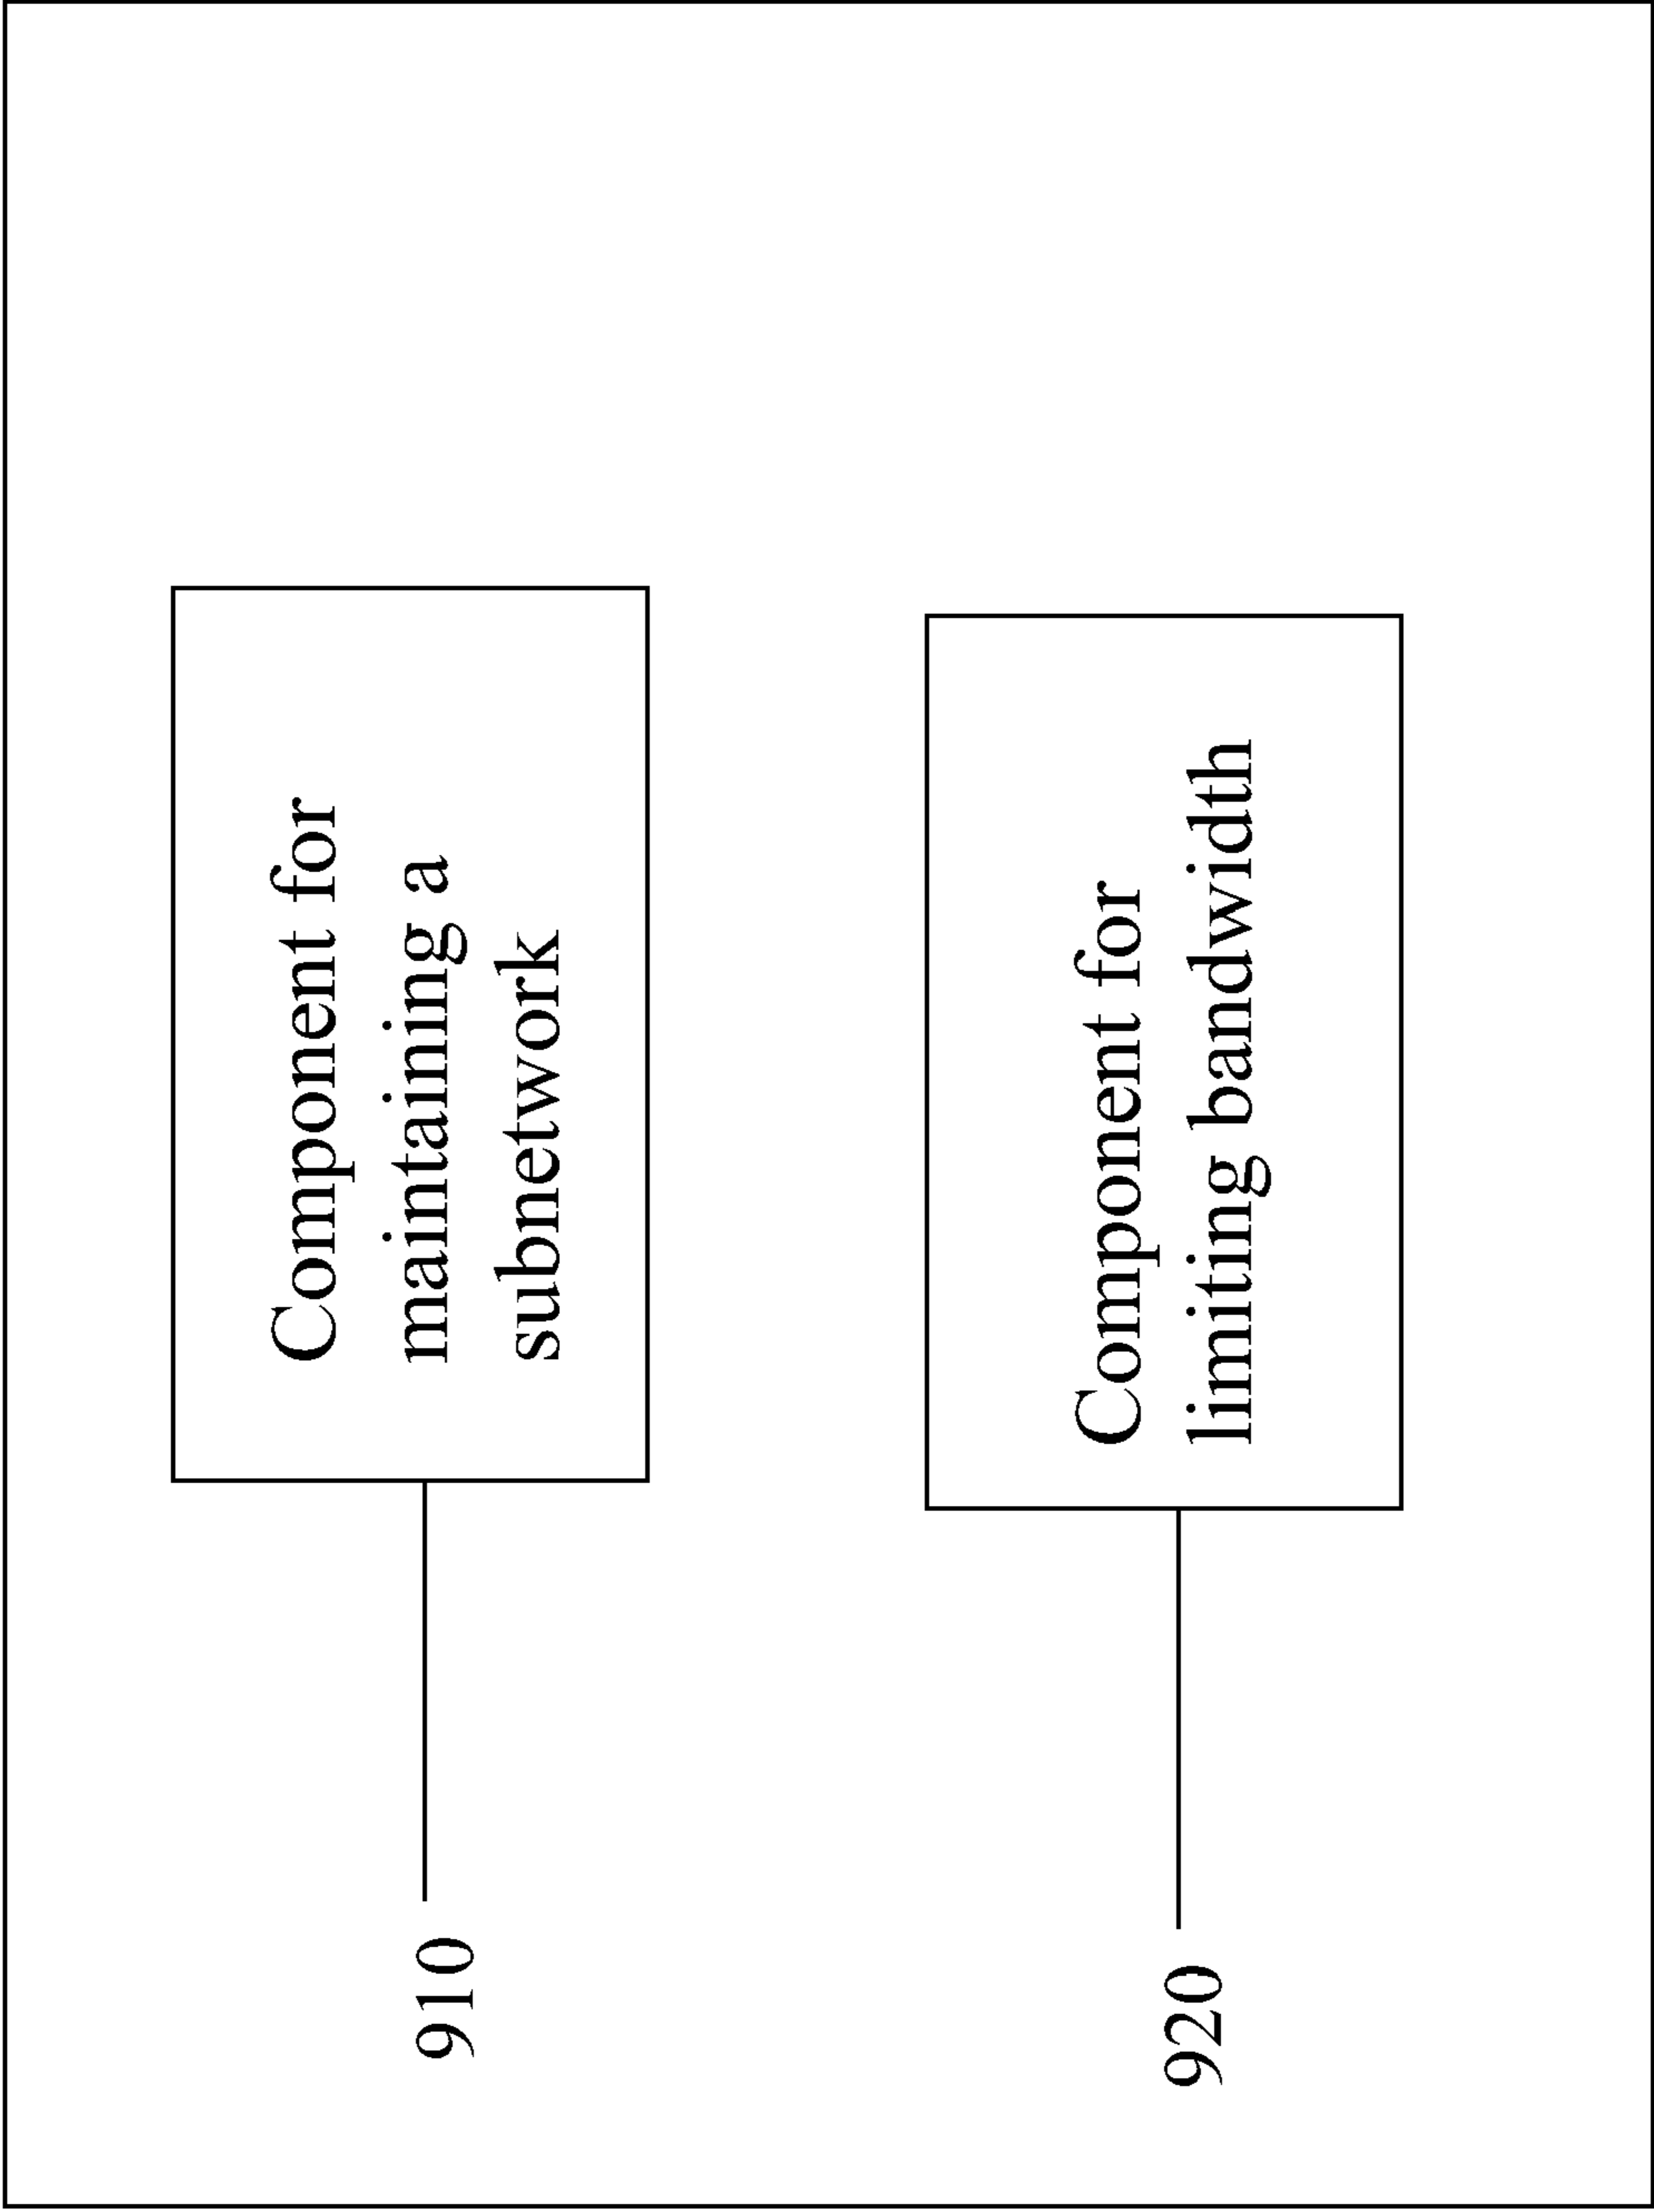 910
Component for
maintaining a
subnetwork
920
Component for
limiting bandwidth